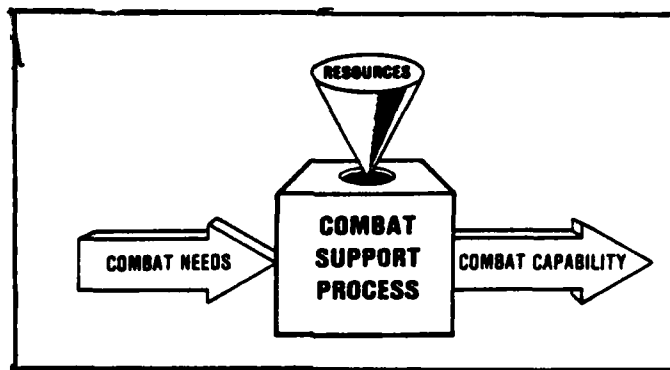 RESOURCES
COMBAT
SUPPORT
PROCESS
COMBAT NEEDS
COMBAT CAPABILITY